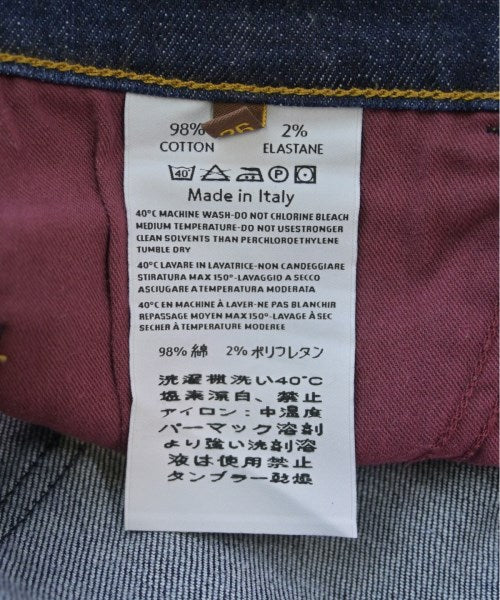 98% 2%
COTTON ELASTANE
26
40°
P
Made in Italy
40°C MACHINE WASH-DO NOT CHLORINE BLEACH
MEDIUM TEMPERATURE-DO NOT USESTRONGER
CLEAN SOLVENTS THAN PERCHLOROETHYLENE
TUMBLE DRY
40°C LAVARE IN LAVATRICE-NON CANDEGGIARE
STIRATURA MAX 150°-LAVAGGIO A SECCO
ASCIUGARE A TEMPERATURA MODERATA
40°C EN MACHINE À LAVER-NE PAS BLANCHIR
REPASSAGE MOYEN MAX 150°-LAVAGE À SEC
SECHER À TEMPERATURE MODEREE
98% 綿 2% ポリフレタン
洗濯機洗い40°C
塩素漂白、禁止
アイロン：中温度
パーマック溶剤
より強い洗剤溶
液は使用禁止
タンブラー乾燥